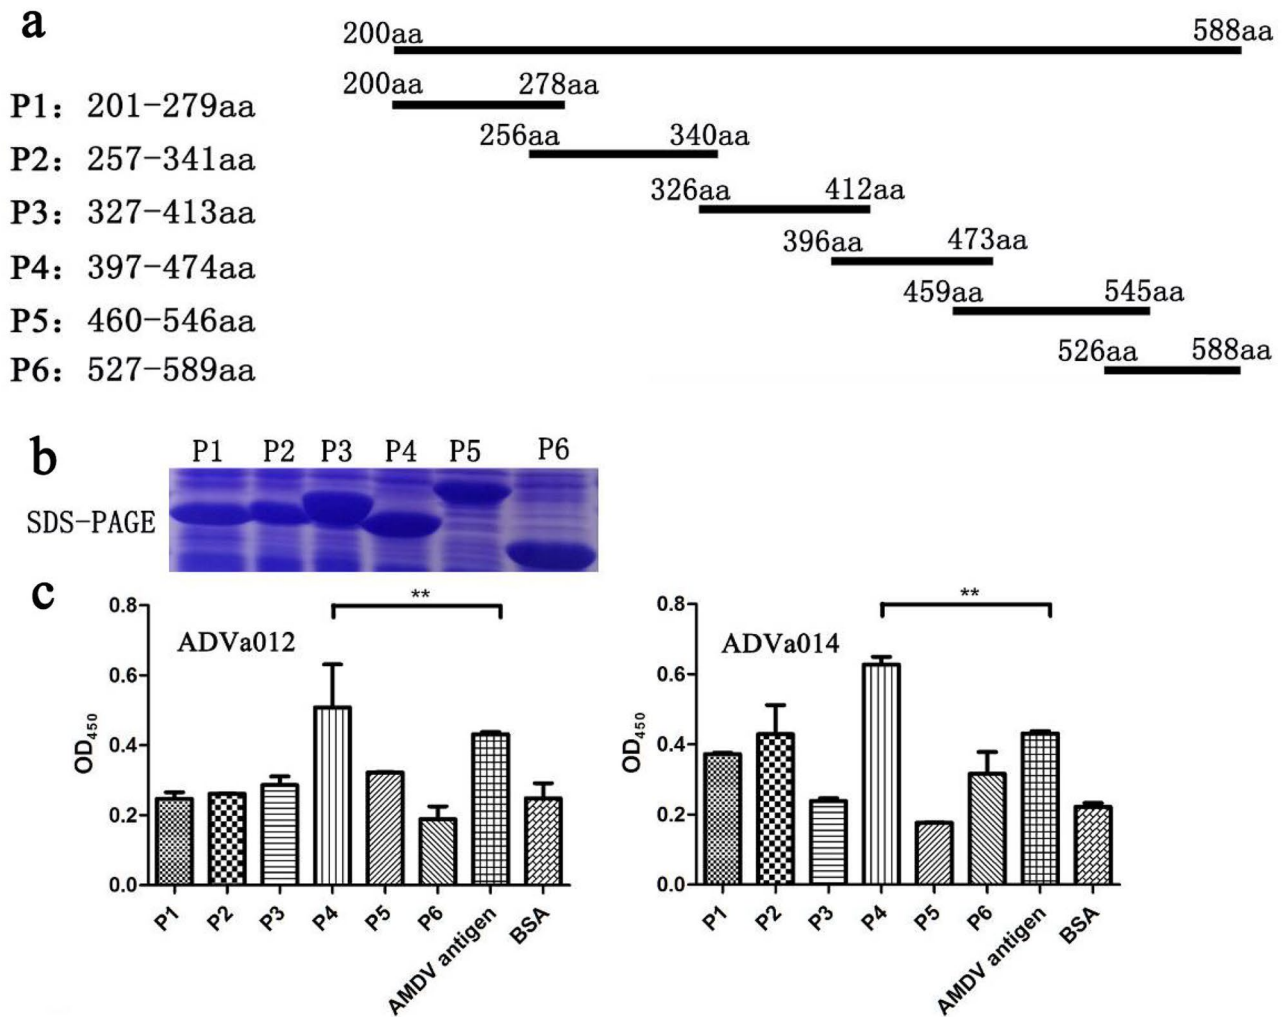 a
200aa 588aa
200aa 278aa
P1: 201-279aa
256aa 340aa
P2: 257-341aa
326aa 412aa
P3: 327-413aa
396aa 473aa
P4: 397-474aa
459aa 545aa
P5: 460-546aa
526aa 588aa
P6: 527-589aa
b
P1 P2 P3 P4 P5 P6
SDS-PAGE
c
0.8
0.6
0.4
0.2
0.0
OD450
ADVa012
**
P1
P2
P3
P4
P5
P6
AMDV antigen
BSA
0.8
0.6
0.4
0.2
0.0
OD450
ADVa014
**
P1
P2
P3
P4
P5
P6
AMDV antigen
BSA